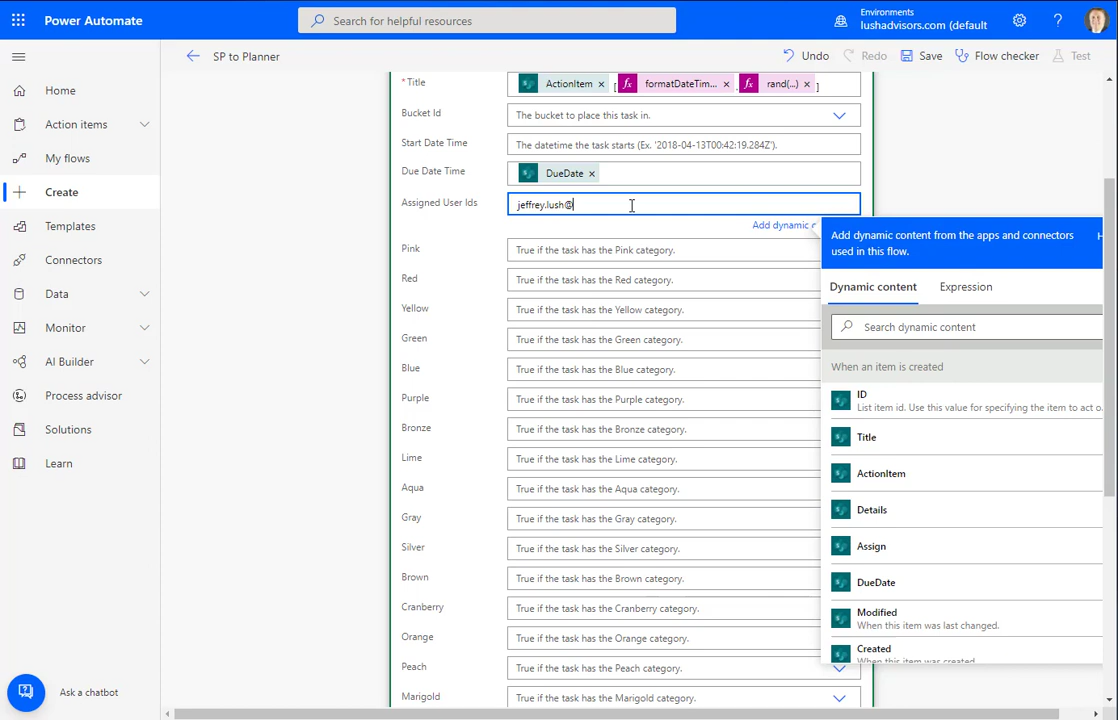 Power Automate
Search for helpful resources
Environments
lushadvisors.com (default
SP to Planner
Undo
Redo
Save
Flow checker
Test
Home
Action items
My flows
Create
Templates
Connectors
Data
Monitor
AI Builder
Process advisor
Solutions
Learn
Ask a chatbot
* Title
ActionItem × [ fx formatDateTim... × . fx rand(...) × ]
Bucket Id
The bucket to place this task in.
Start Date Time
The datetime the task starts (Ex. '2018-04-13T00:42:19.284Z').
Due Date Time
DueDate ×
Assigned User Ids
jeffrey.lush@
Add dynamic c
Pink
True if the task has the Pink category.
Red
True if the task has the Red category.
Yellow
True if the task has the Yellow category.
Green
True if the task has the Green category.
Blue
True if the task has the Blue category.
Purple
True if the task has the Purple category.
Bronze
True if the task has the Bronze category.
Lime
True if the task has the Lime category.
Aqua
True if the task has the Aqua category.
Gray
True if the task has the Gray category.
Silver
True if the task has the Silver category.
Brown
True if the task has the Brown category.
Cranberry
True if the task has the Cranberry category.
Orange
True if the task has the Orange category.
Peach
True if the task has the Peach category.
Marigold
True if the task has the Marigold category.
Add dynamic content from the apps and connectors
used in this flow.
H
Dynamic content
Expression
Search dynamic content
When an item is created
ID
List item id. Use this value for specifying the item to act o
Title
ActionItem
Details
Assign
DueDate
Modified
When this item was last changed.
Created
When this item was created